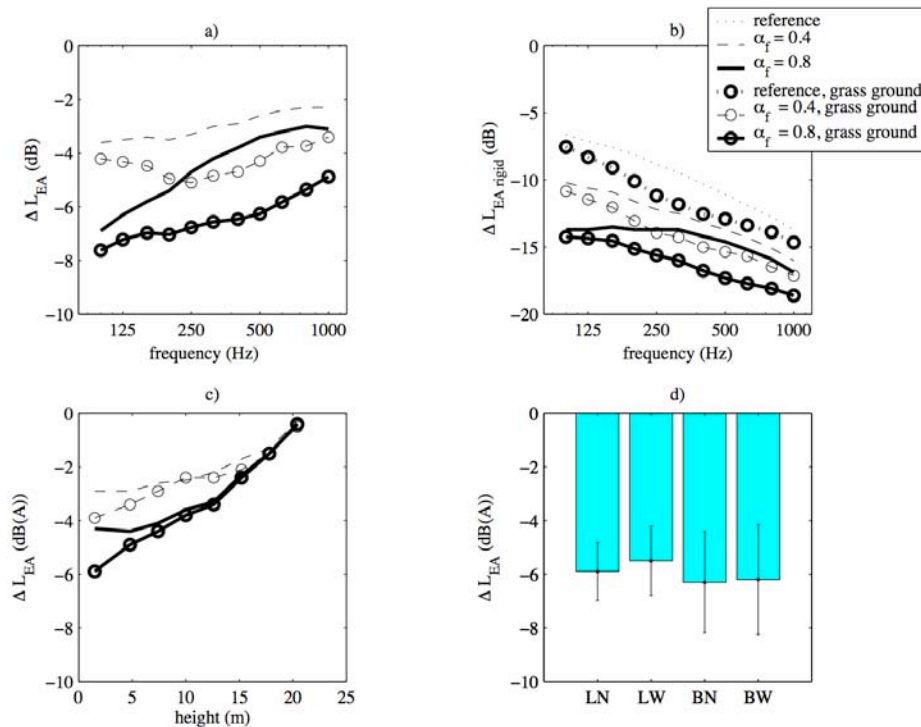 a)
0
−2
−4
−6
−8
−10
Δ L_EA (dB)
125 250 500 1000
frequency (Hz)
b)
0
−5
−10
−15
−20
Δ L_EA rigid (dB)
125 250 500 1000
frequency (Hz)
reference
α_f = 0.4
α_f = 0.8
reference, grass ground
α_f = 0.4, grass ground
α_f = 0.8, grass ground
c)
0
−2
−4
−6
−8
−10
Δ L_EA (dB(A))
0 5 10 15 20 25
height (m)
d)
0
−2
−4
−6
−8
−10
Δ L_EA (dB(A))
LN LW BN BW